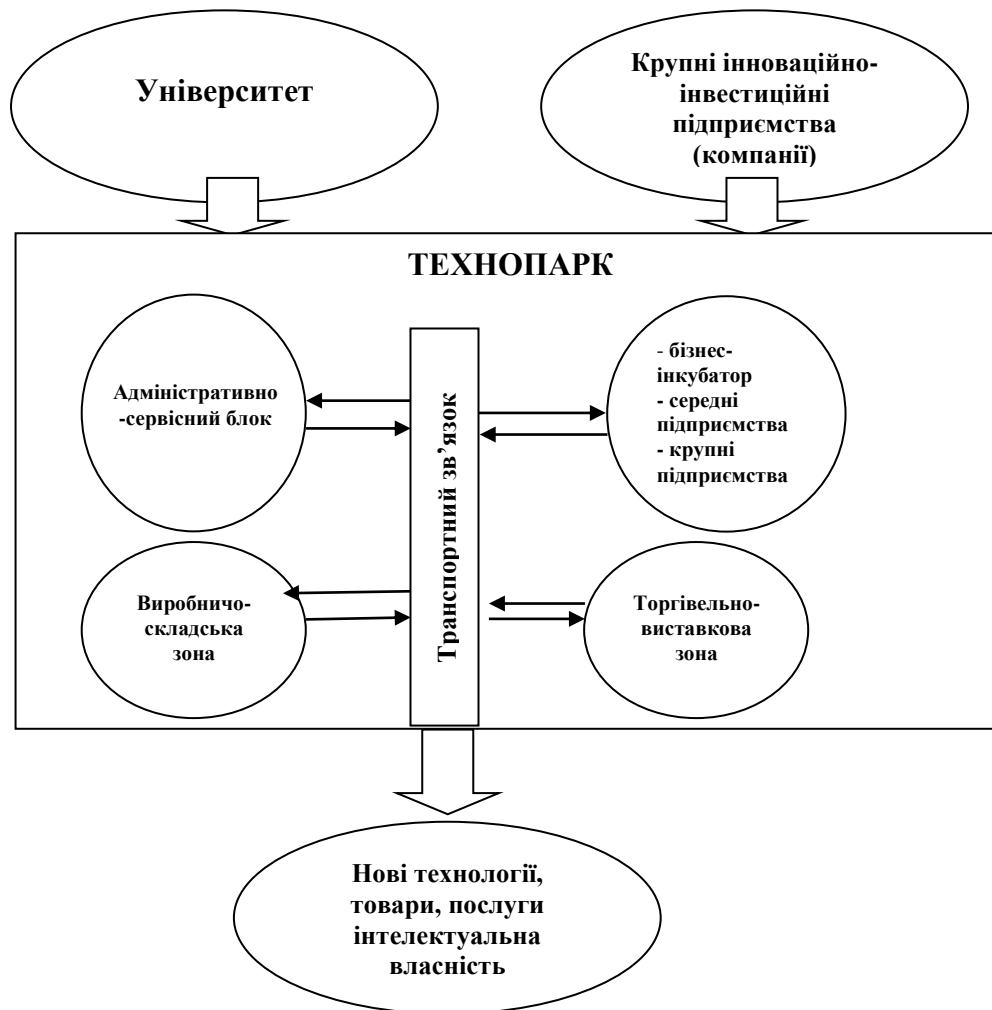 Університет
Крупні інноваційно-
інвестиційні
підприємства
(компанії)
ТЕХНОПАРК
Адміністративно
-сервісний блок
Транспортний зв’язок
- бізнес-
інкубатор
- середні
підприємства
- крупні
підприємства
Виробничо-
складська
зона
Торгівельно-
виставкова
зона
Нові технології,
товари, послуги
інтелектуальна
власність